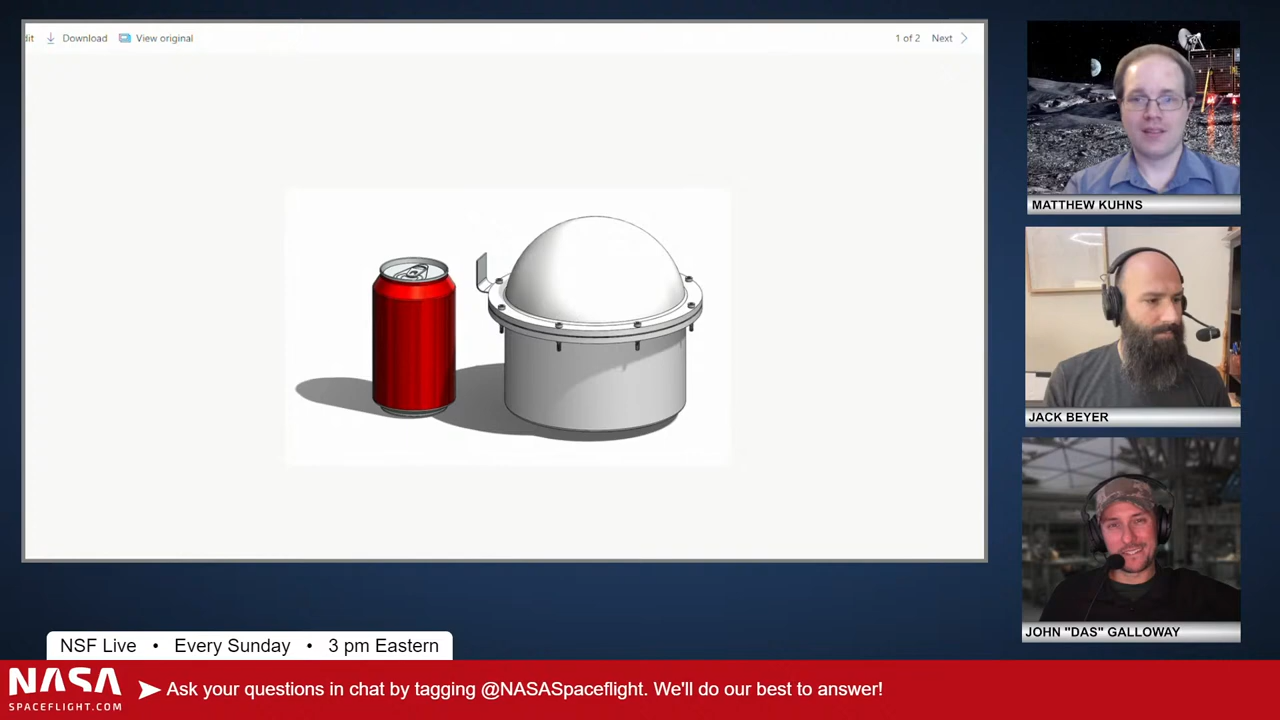 dit Download View original 1 of 2 Next
MATTHEW KUHNS
JACK BEYER
JOHN "DAS" GALLOWAY
NSF Live • Every Sunday • 3 pm Eastern
NASA
SPACEFLIGHT.COM
Ask your questions in chat by tagging @NASASpaceflight. We'll do our best to answer!